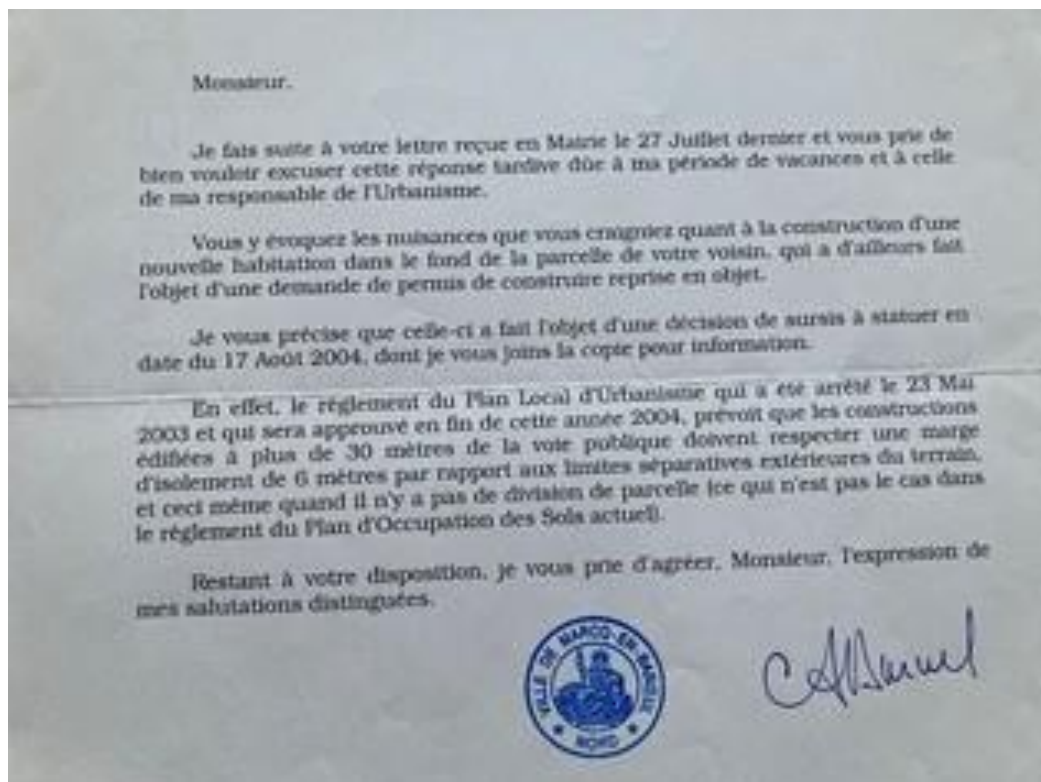 Monsieur,
Je fais suite à votre lettre reçue en Mairie le 27 Juillet dernier et vous prie de
bien vouloir excuser cette réponse tardive dûe à ma période de vacances et à celle
de ma responsable de l'Urbanisme.
Vous y évoquez les nuisances que vous craigniez quant à la construction d'une
nouvelle habitation dans le fond de la parcelle de votre voisin, qui a d'ailleurs fait
l'objet d'une demande de permis de construire reprise en objet.
Je vous précise que celle-ci a fait l'objet d'une décision de sursis à statuer en
date du 17 Août 2004, dont je vous joins la copie pour information.
En effet, le règlement du Plan Local d'Urbanisme qui a été arrêté le 23 Mai
2003 et qui sera approuvé en fin de cette année 2004, prévoit que les constructions
édifiées à plus de 30 mètres de la voie publique doivent respecter une marge
d'isolement de 6 mètres par rapport aux limites séparatives extérieures du terrain,
et ceci même quand il n'y a pas de division de parcelle (ce qui n'est pas le cas dans
le règlement du Plan d'Occupation des Sols actuel).
Restant à votre disposition, je vous prie d'agréer, Monsieur, l'expression de
mes salutations distinguées.
VILLE DE MARCQ-EN-BAROEUL
NORD